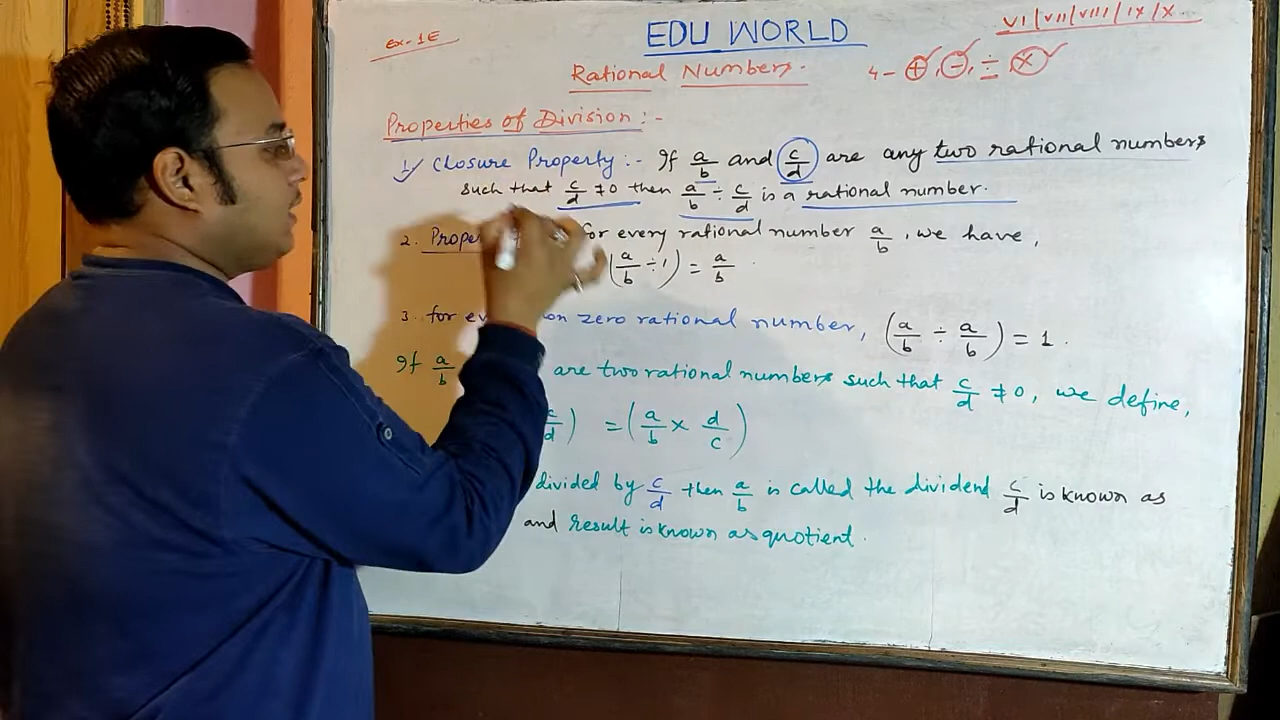 Ex-1E
EDU WORLD
VI/VII/VIII/IX/X
Rational Numbers.
4 - +, -, ÷, ×
Properties of Division :-
1. Closure Property :- If a/b and c/d are any two rational numbers
such that c/d ≠ 0 then a/b ÷ c/d is a rational number.
2. for every rational number a/b, we have,
(a/b ÷ 1) = a/b
3. for zero rational number, (a/b ÷ a/b) = 1.
If a/b are two rational numbers such that c/d ≠ 0, we define,
c/d) = (a/b × d/c)
divided by c/d then a/b is called the dividend c/d is known as
and result is known as quotient.